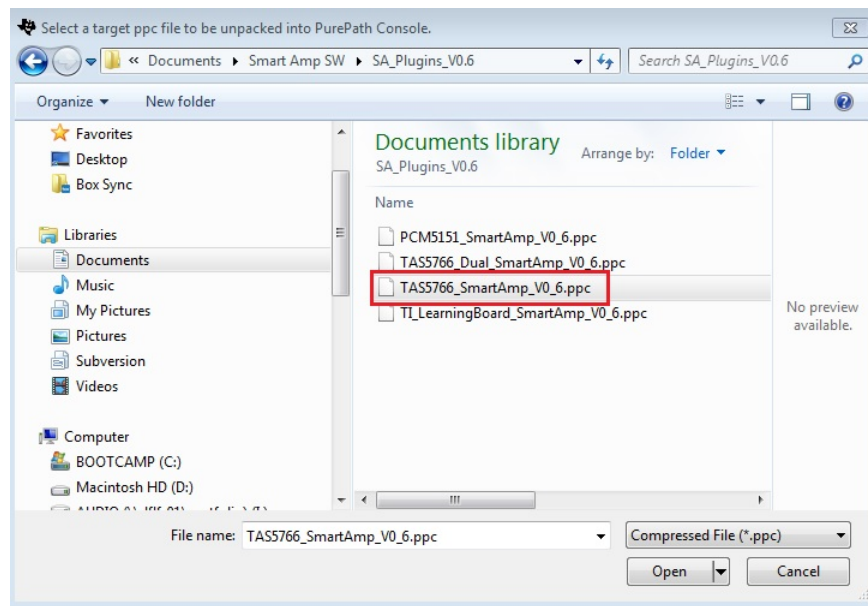 Select a target ppc file to be unpacked into PurePath Console.
« Documents ▸ Smart Amp SW ▸ SA_Plugins_V0.6
Search SA_Plugins_V0.6
Organize ▾ New folder
Favorites
Desktop
Box Sync
Libraries
Documents
Music
My Pictures
Pictures
Subversion
Videos
Computer
BOOTCAMP (C:)
Macintosh HD (D:)
Documents library
SA_Plugins_V0.6
Arrange by: Folder ▾
Name
PCM5151_SmartAmp_V0_6.ppc
TAS5766_Dual_SmartAmp_V0_6.ppc
TAS5766_SmartAmp_V0_6.ppc
TI_LearningBoard_SmartAmp_V0_6.ppc
No preview
available.
File name: TAS5766_SmartAmp_V0_6.ppc
Compressed File (*.ppc)
Open
Cancel